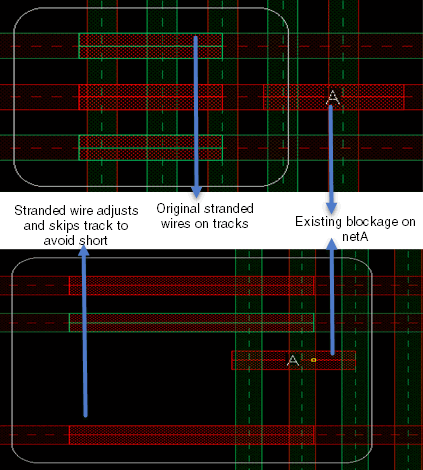 A
Stranded wire adjusts
and skips track to
avoid short
Original stranded
wires on tracks
Existing blockage on
netA
A